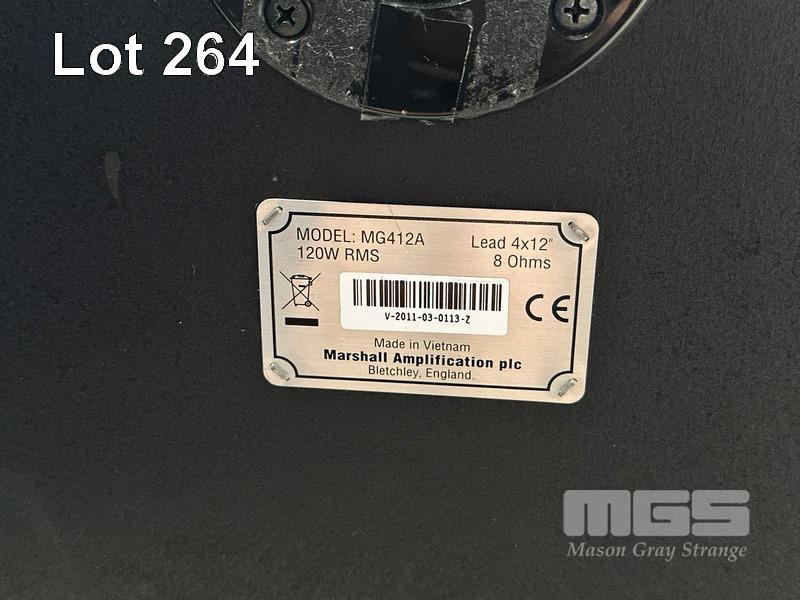 Lot 264
MODEL: MG412A Lead 4x12"
120W RMS 8 Ohms
CE
V-2011-03-0113-Z
Made in Vietnam
Marshall Amplification plc
Bletchley, England.
MGS
Mason Gray Strange